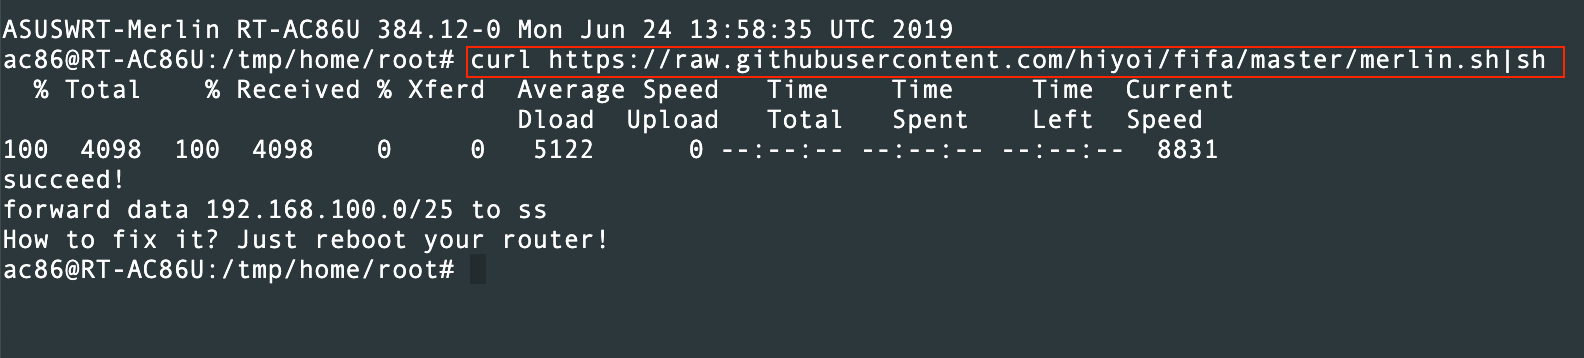 ASUSWRT-Merlin RT-AC86U 384.12-0 Mon Jun 24 13:58:35 UTC 2019
ac86@RT-AC86U:/tmp/home/root# curl https://raw.githubusercontent.com/hiyoi/fifa/master/merlin.sh|sh
  % Total    % Received % Xferd  Average Speed   Time    Time     Time  Current
                                 Dload  Upload   Total   Spent    Left  Speed
100  4098  100  4098    0     0   5122      0 --:--:-- --:--:-- --:--:--  8831
succeed!
forward data 192.168.100.0/25 to ss
How to fix it? Just reboot your router!
ac86@RT-AC86U:/tmp/home/root#